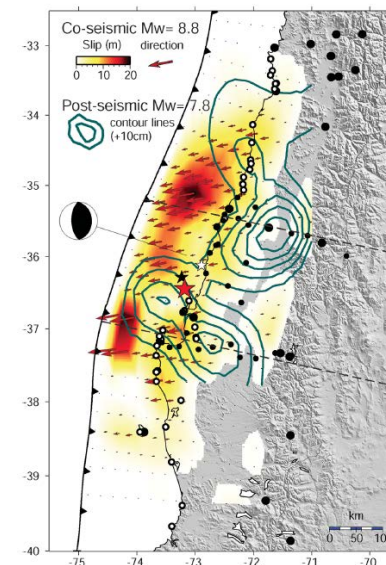 Co-seismic Mw= 8.8
Slip (m) direction
0 10 20
Post-seismic Mw= 7.8
contour lines
(+10cm)
-33
-34
-35
-36
-37
-38
-39
-40
km
0 50 10
-75 -74 -73 -72 -71 -70